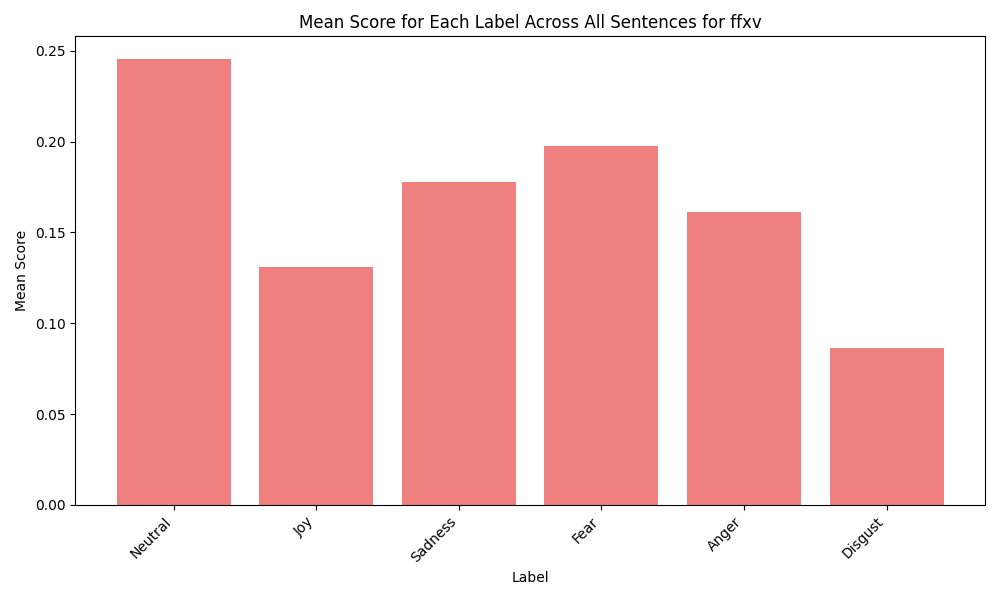 Mean Score for Each Label Across All Sentences for ffxv
0.25
0.20
0.15
0.10
0.05
0.00
Mean Score
Neutral
Joy
Sadness
Fear
Anger
Disgust
Label